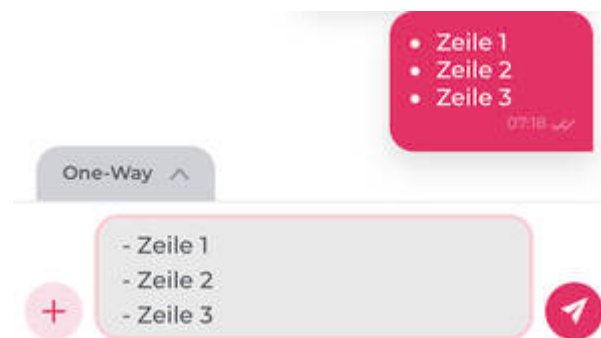 • Zeile 1
• Zeile 2
• Zeile 3
07:18
One-Way
- Zeile 1
- Zeile 2
- Zeile 3